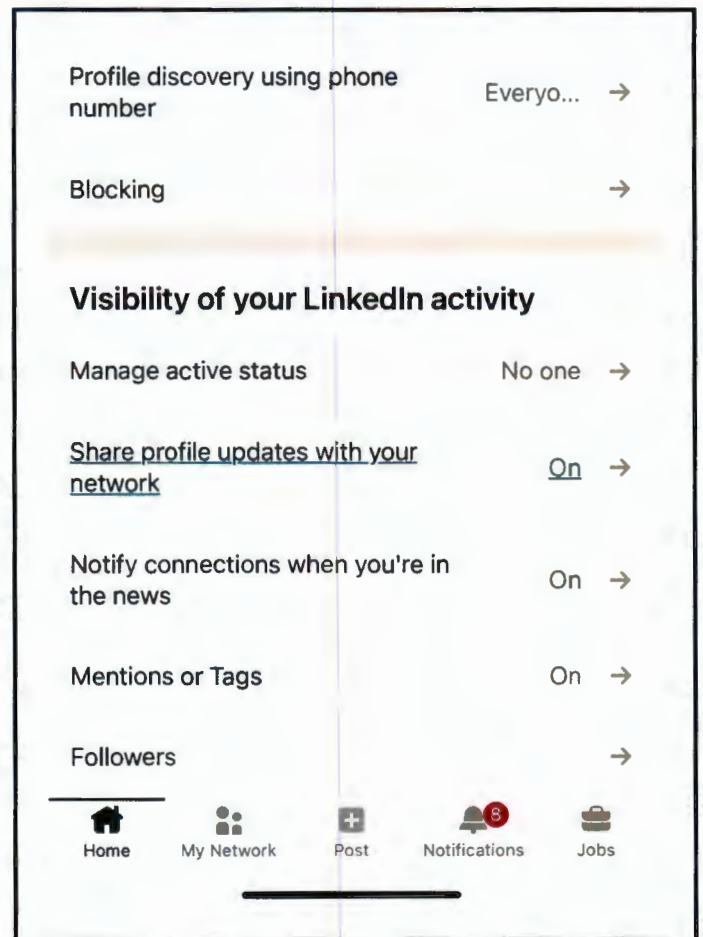 Profile discovery using phone
number
Everyo...
Blocking
Visibility of your LinkedIn activity
Manage active status
No one
Share profile updates with your
network
On
Notify connections when you're in
the news
On
Mentions or Tags
On
Followers
8
Home
My Network
Post
Notifications
Jobs